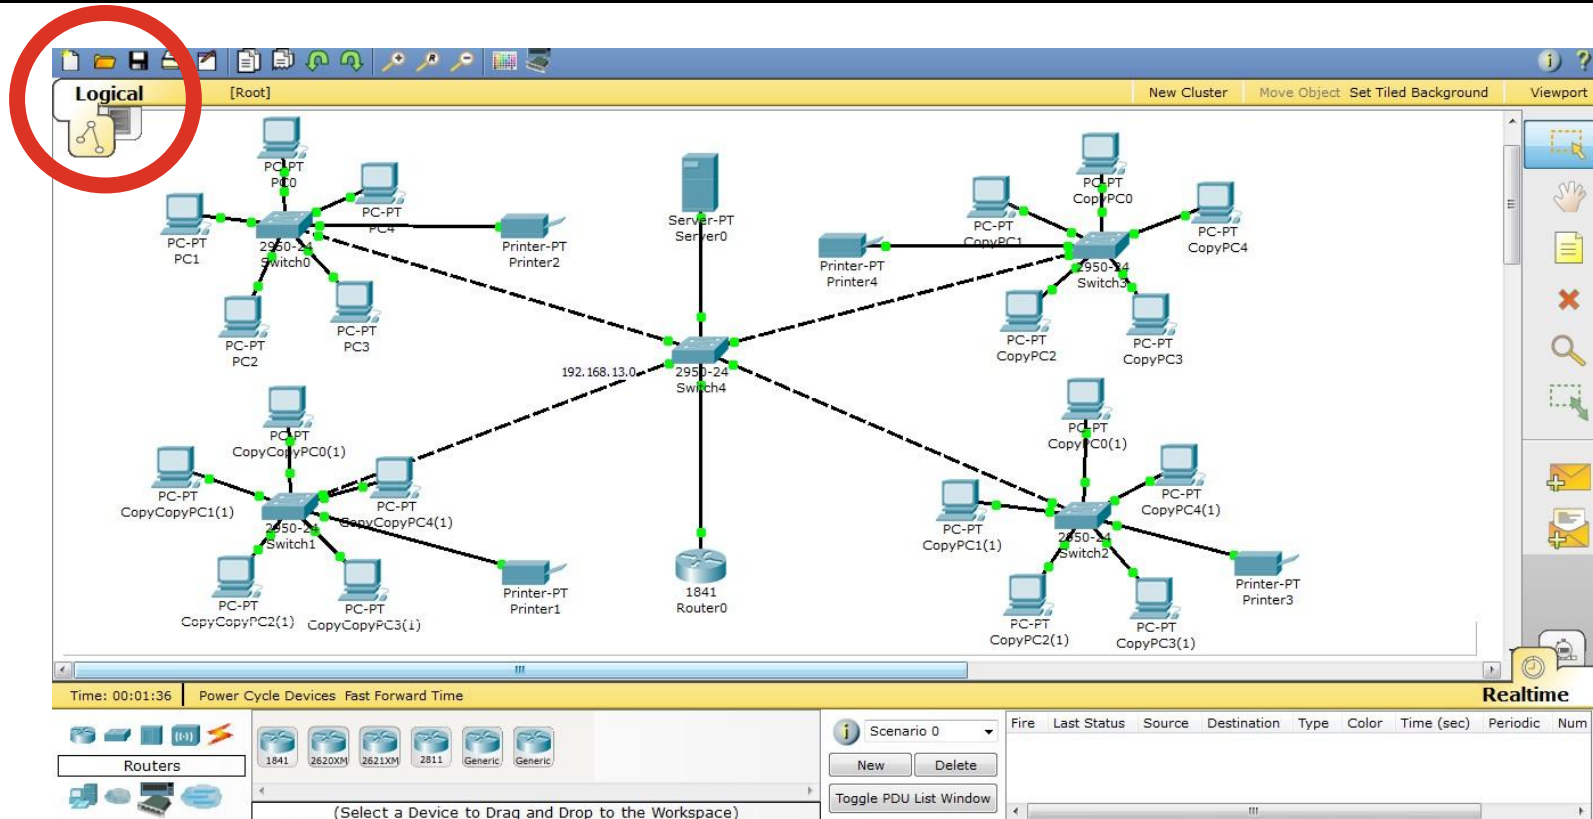 Logical
[Root]
New Cluster
Move Object
Set Tiled Background
Viewport
PC-PT
PC0
PC-PT
PC4
PC-PT
PC1
2950-24
Switch0
Printer-PT
Printer2
PC-PT
PC2
PC-PT
PC3
Server-PT
Server0
PC-PT
CopyPC0
PC-PT
CopyPC1
PC-PT
CopyPC4
Printer-PT
Printer4
2950-24
Switch3
PC-PT
CopyPC2
PC-PT
CopyPC3
192.168.13.0
2950-24
Switch4
PC-PT
CopyCopyPC0(1)
PC-PT
CopyCopyPC1(1)
PC-PT
CopyCopyPC4(1)
2950-24
Switch1
PC-PT
CopyCopyPC2(1)
PC-PT
CopyCopyPC3(1)
Printer-PT
Printer1
1841
Router0
PC-PT
CopyPC0(1)
PC-PT
CopyPC4(1)
PC-PT
CopyPC1(1)
2950-24
Switch2
Printer-PT
Printer3
PC-PT
CopyPC2(1)
PC-PT
CopyPC3(1)
Time: 00:01:36
Power Cycle Devices Fast Forward Time
Realtime
Routers
1841
2620XM
2621XM
2811
Generic
Generic
(Select a Device to Drag and Drop to the Workspace)
Scenario 0
New
Delete
Toggle PDU List Window
Fire
Last Status
Source
Destination
Type
Color
Time (sec)
Periodic
Num